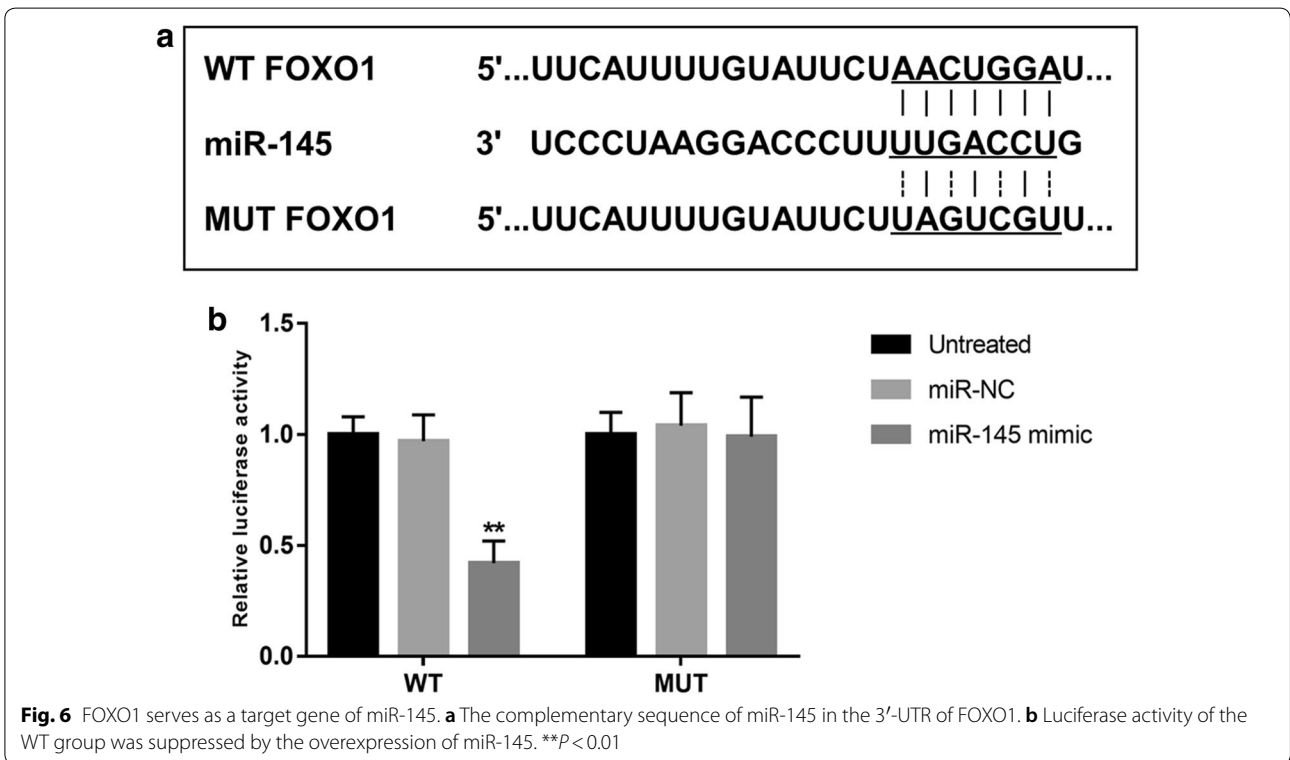 a
WT FOXO1 5'...UUCAUUUUGUAUUCUAACUGGAU...
miR-145 3' UCCCUAAGGACCCUUUUGACCUG
MUT FOXO1 5'...UUCAUUUUGUAUUCUUAGUCGUU...
b
Relative luciferase activity
1.5
1.0
0.5
0.0
**
WT MUT
Untreated
miR-NC
miR-145 mimic
Fig. 6 FOXO1 serves as a target gene of miR-145. a The complementary sequence of miR-145 in the 3′-UTR of FOXO1. b Luciferase activity of the
WT group was suppressed by the overexpression of miR-145. **P < 0.01